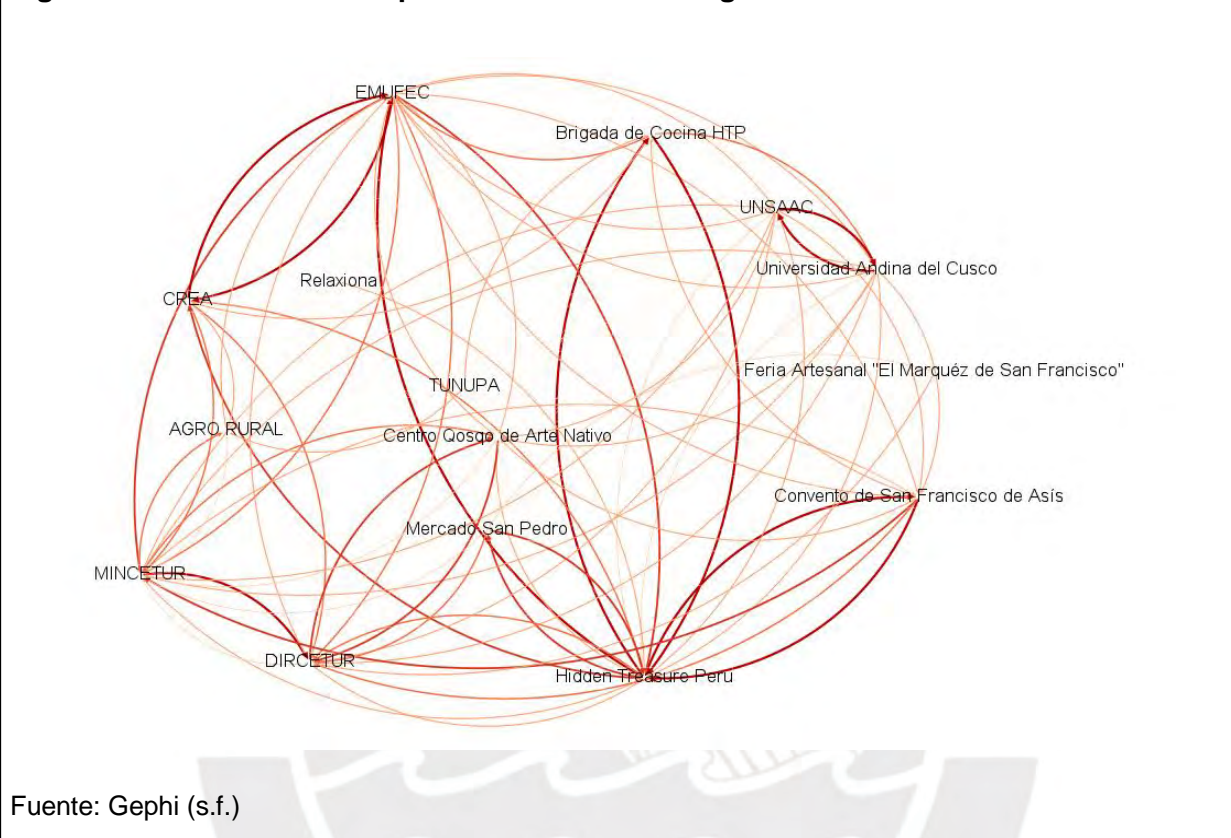 EMUFEC
Brigada de Cocina HTP
UNSAAC
Universidad Andina del Cusco
Relaxiona
CREA
Feria Artesanal "El Marquéz de San Francisco"
TUNUPA
AGRO RURAL
Centro Qosqo de Arte Nativo
Convento de San Francisco de Asís
Mercado San Pedro
MINCETUR
DIRCETUR
Hidden Treasure Peru
Fuente: Gephi (s.f.)